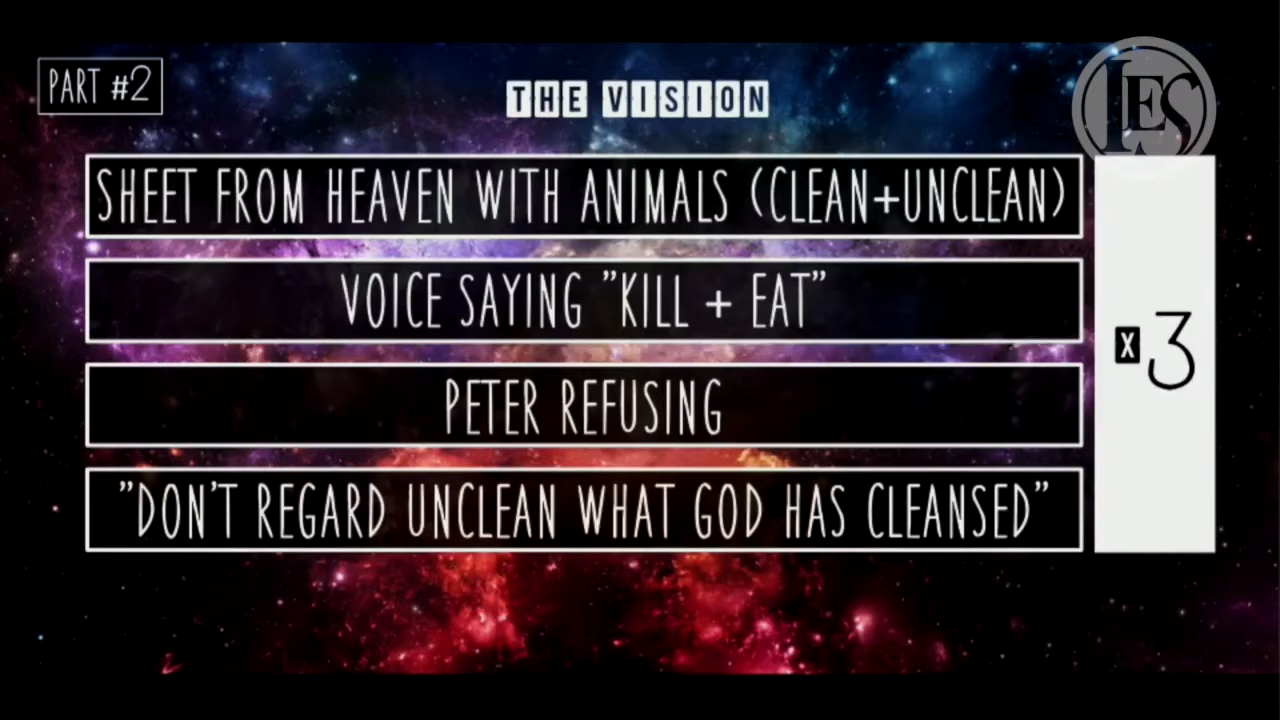 PART #2
THE VISION
LES
SHEET FROM HEAVEN WITH ANIMALS (CLEAN+UNCLEAN)
VOICE SAYING "KILL + EAT"
PETER REFUSING
"DON'T REGARD UNCLEAN WHAT GOD HAS CLEANSED"
X3